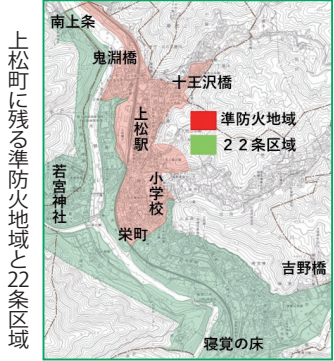 上松町に残る準防火地域と22条区域
南上条
鬼淵橋
十王沢橋
上松駅
準防火地域
22条区域
小学校
若宮神社
栄町
吉野橋
寝覚の床